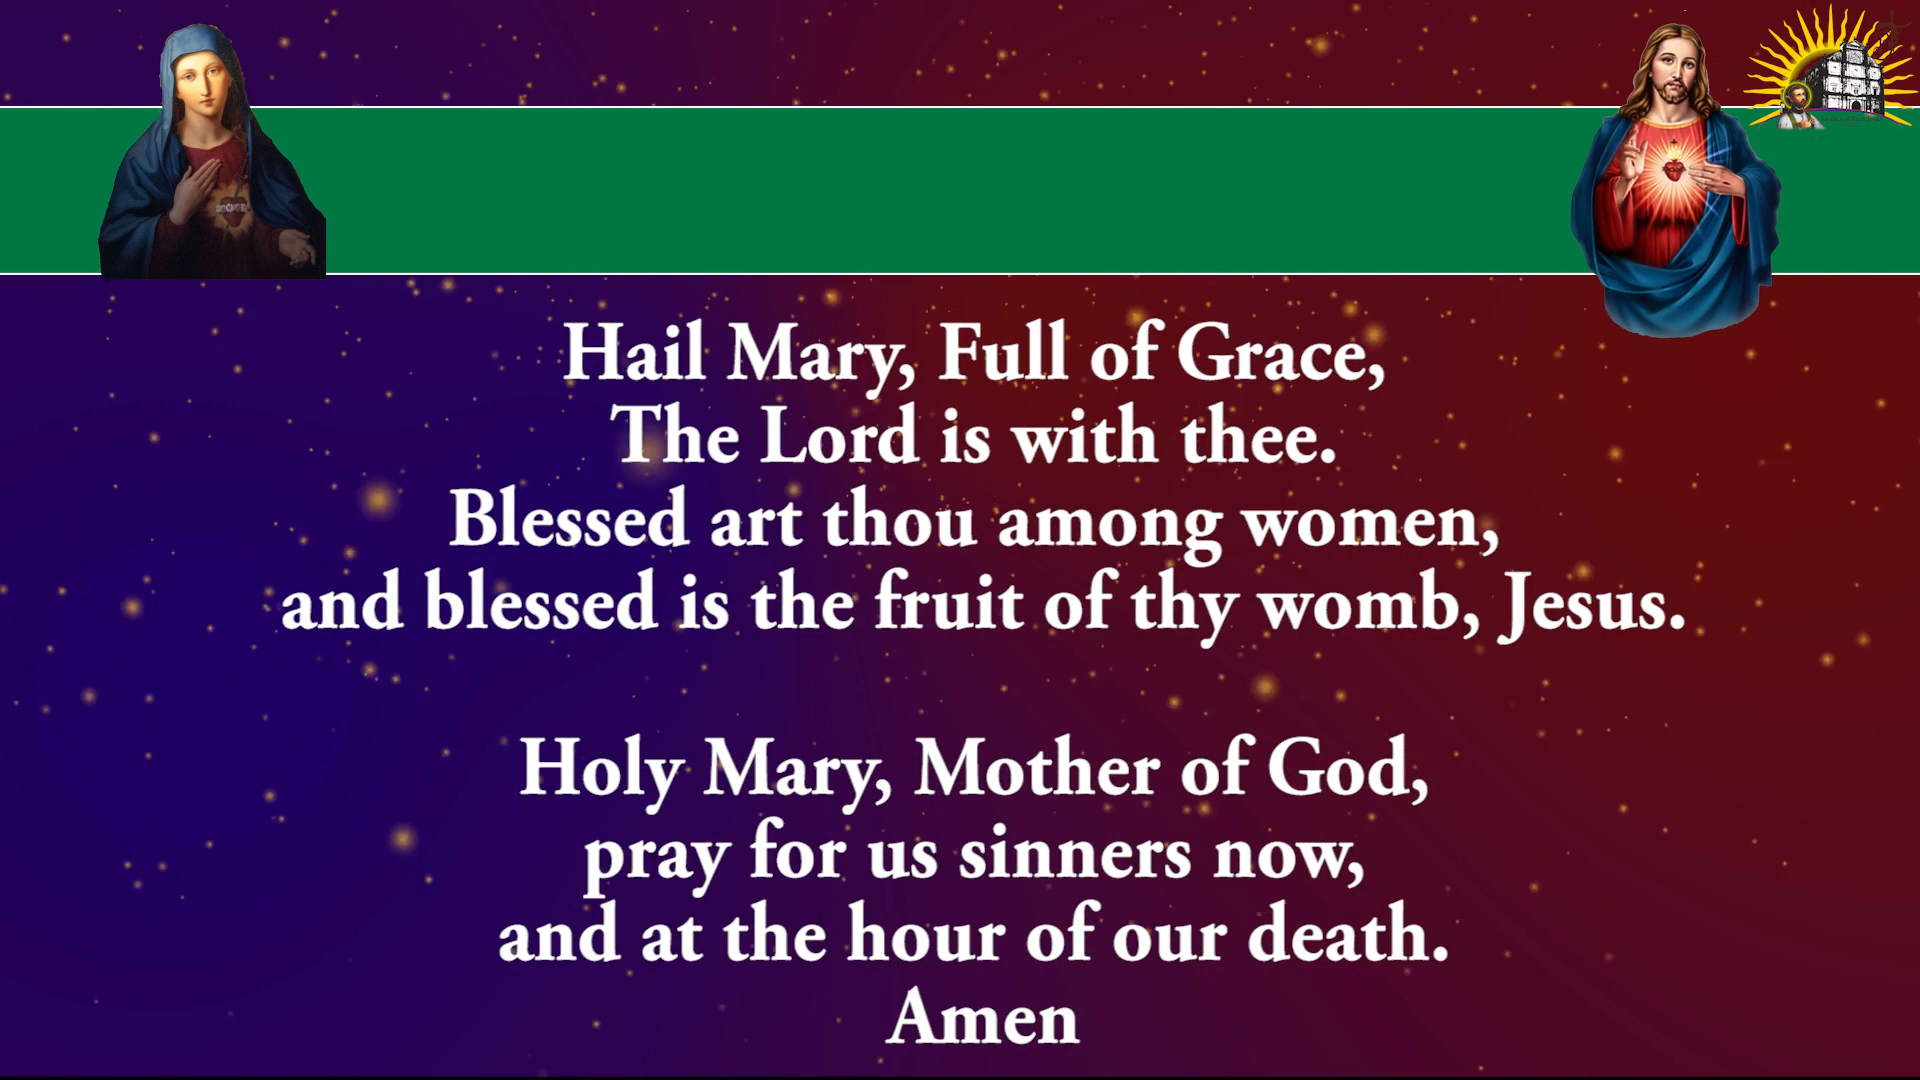 Hail Mary, Full of Grace,
The Lord is with thee.
Blessed art thou among women,
and blessed is the fruit of thy womb, Jesus.
Holy Mary, Mother of God,
pray for us sinners now,
and at the hour of our death.
Amen